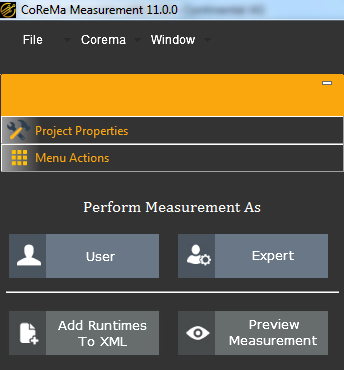 CoReMa Measurement 11.0.0
File Corema Window
Project Properties
Menu Actions
Perform Measurement As
User Expert
Add Runtimes To XML
Preview Measurement